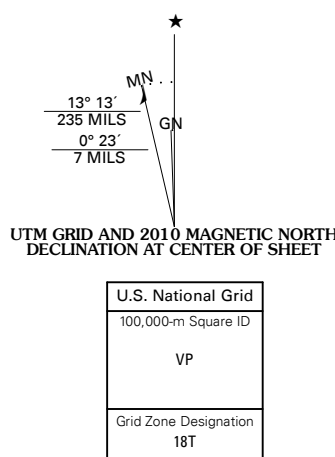 ★
MN
13° 13´
235 MILS
GN
0° 23´
7 MILS
UTM GRID AND 2010 MAGNETIC NORTH
DECLINATION AT CENTER OF SHEET
U.S. National Grid
100,000-m Square ID
VP
Grid Zone Designation
18T